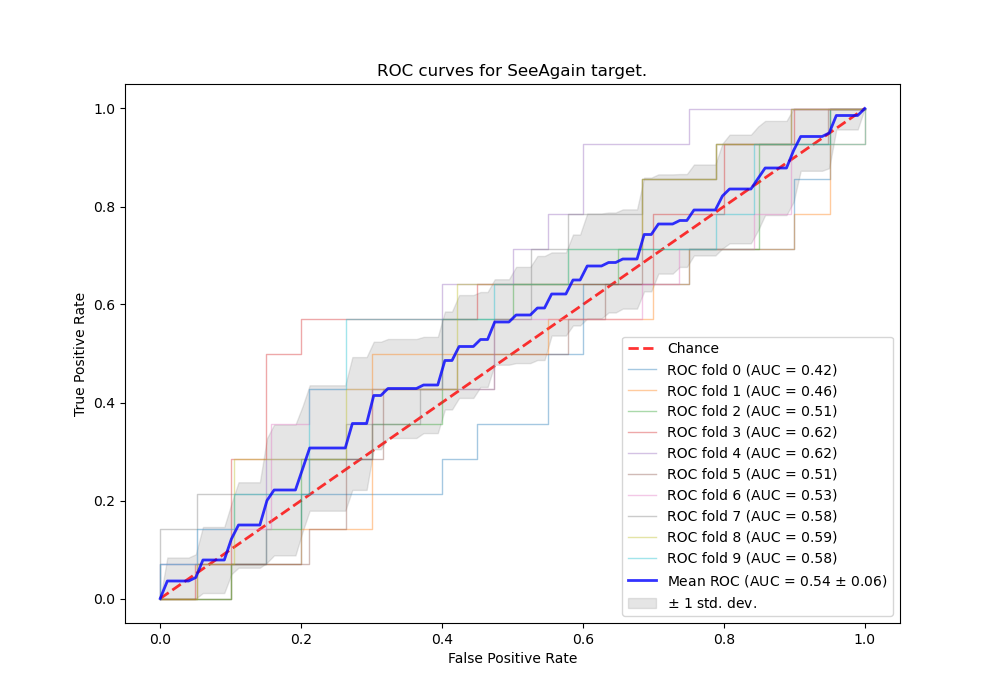 ROC curves for SeeAgain target.
True Positive Rate
1.0
0.8
0.6
0.4
0.2
0.0
Chance
ROC fold 0 (AUC = 0.42)
ROC fold 1 (AUC = 0.46)
ROC fold 2 (AUC = 0.51)
ROC fold 3 (AUC = 0.62)
ROC fold 4 (AUC = 0.62)
ROC fold 5 (AUC = 0.51)
ROC fold 6 (AUC = 0.53)
ROC fold 7 (AUC = 0.58)
ROC fold 8 (AUC = 0.59)
ROC fold 9 (AUC = 0.58)
Mean ROC (AUC = 0.54 ± 0.06)
± 1 std. dev.
0.0 0.2 0.4 0.6 0.8 1.0
False Positive Rate